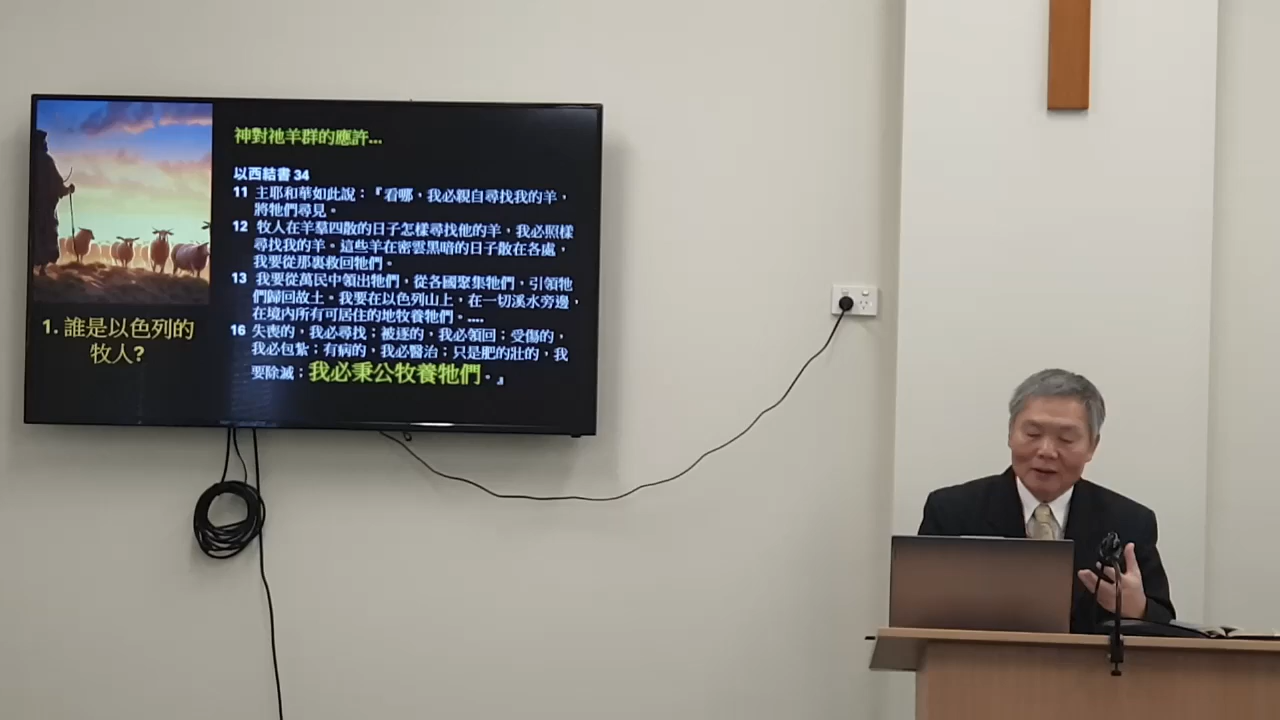 神對祂羊群的應許...
以西結書 34
11 主耶和華如此說：『看哪，我必親自尋找我的羊，
將牠們尋見。
12 牧人在羊羣四散的日子怎樣尋找他的羊，我必照樣
尋找我的羊。這些羊在密雲黑暗的日子散在各處，
我要從那裏救回牠們。
13 我要從萬民中領出牠們，從各國聚集牠們，引領牠
們歸回故土。我要在以色列山上，在一切溪水旁邊，
在境內所有可居住的地牧養牠們。....
16 失喪的，我必尋找；被逐的，我必領回；受傷的，
我必包紮；有病的，我必醫治；只是肥的壯的，我
要除滅；我必秉公牧養牠們。』
1. 誰是以色列的
牧人?